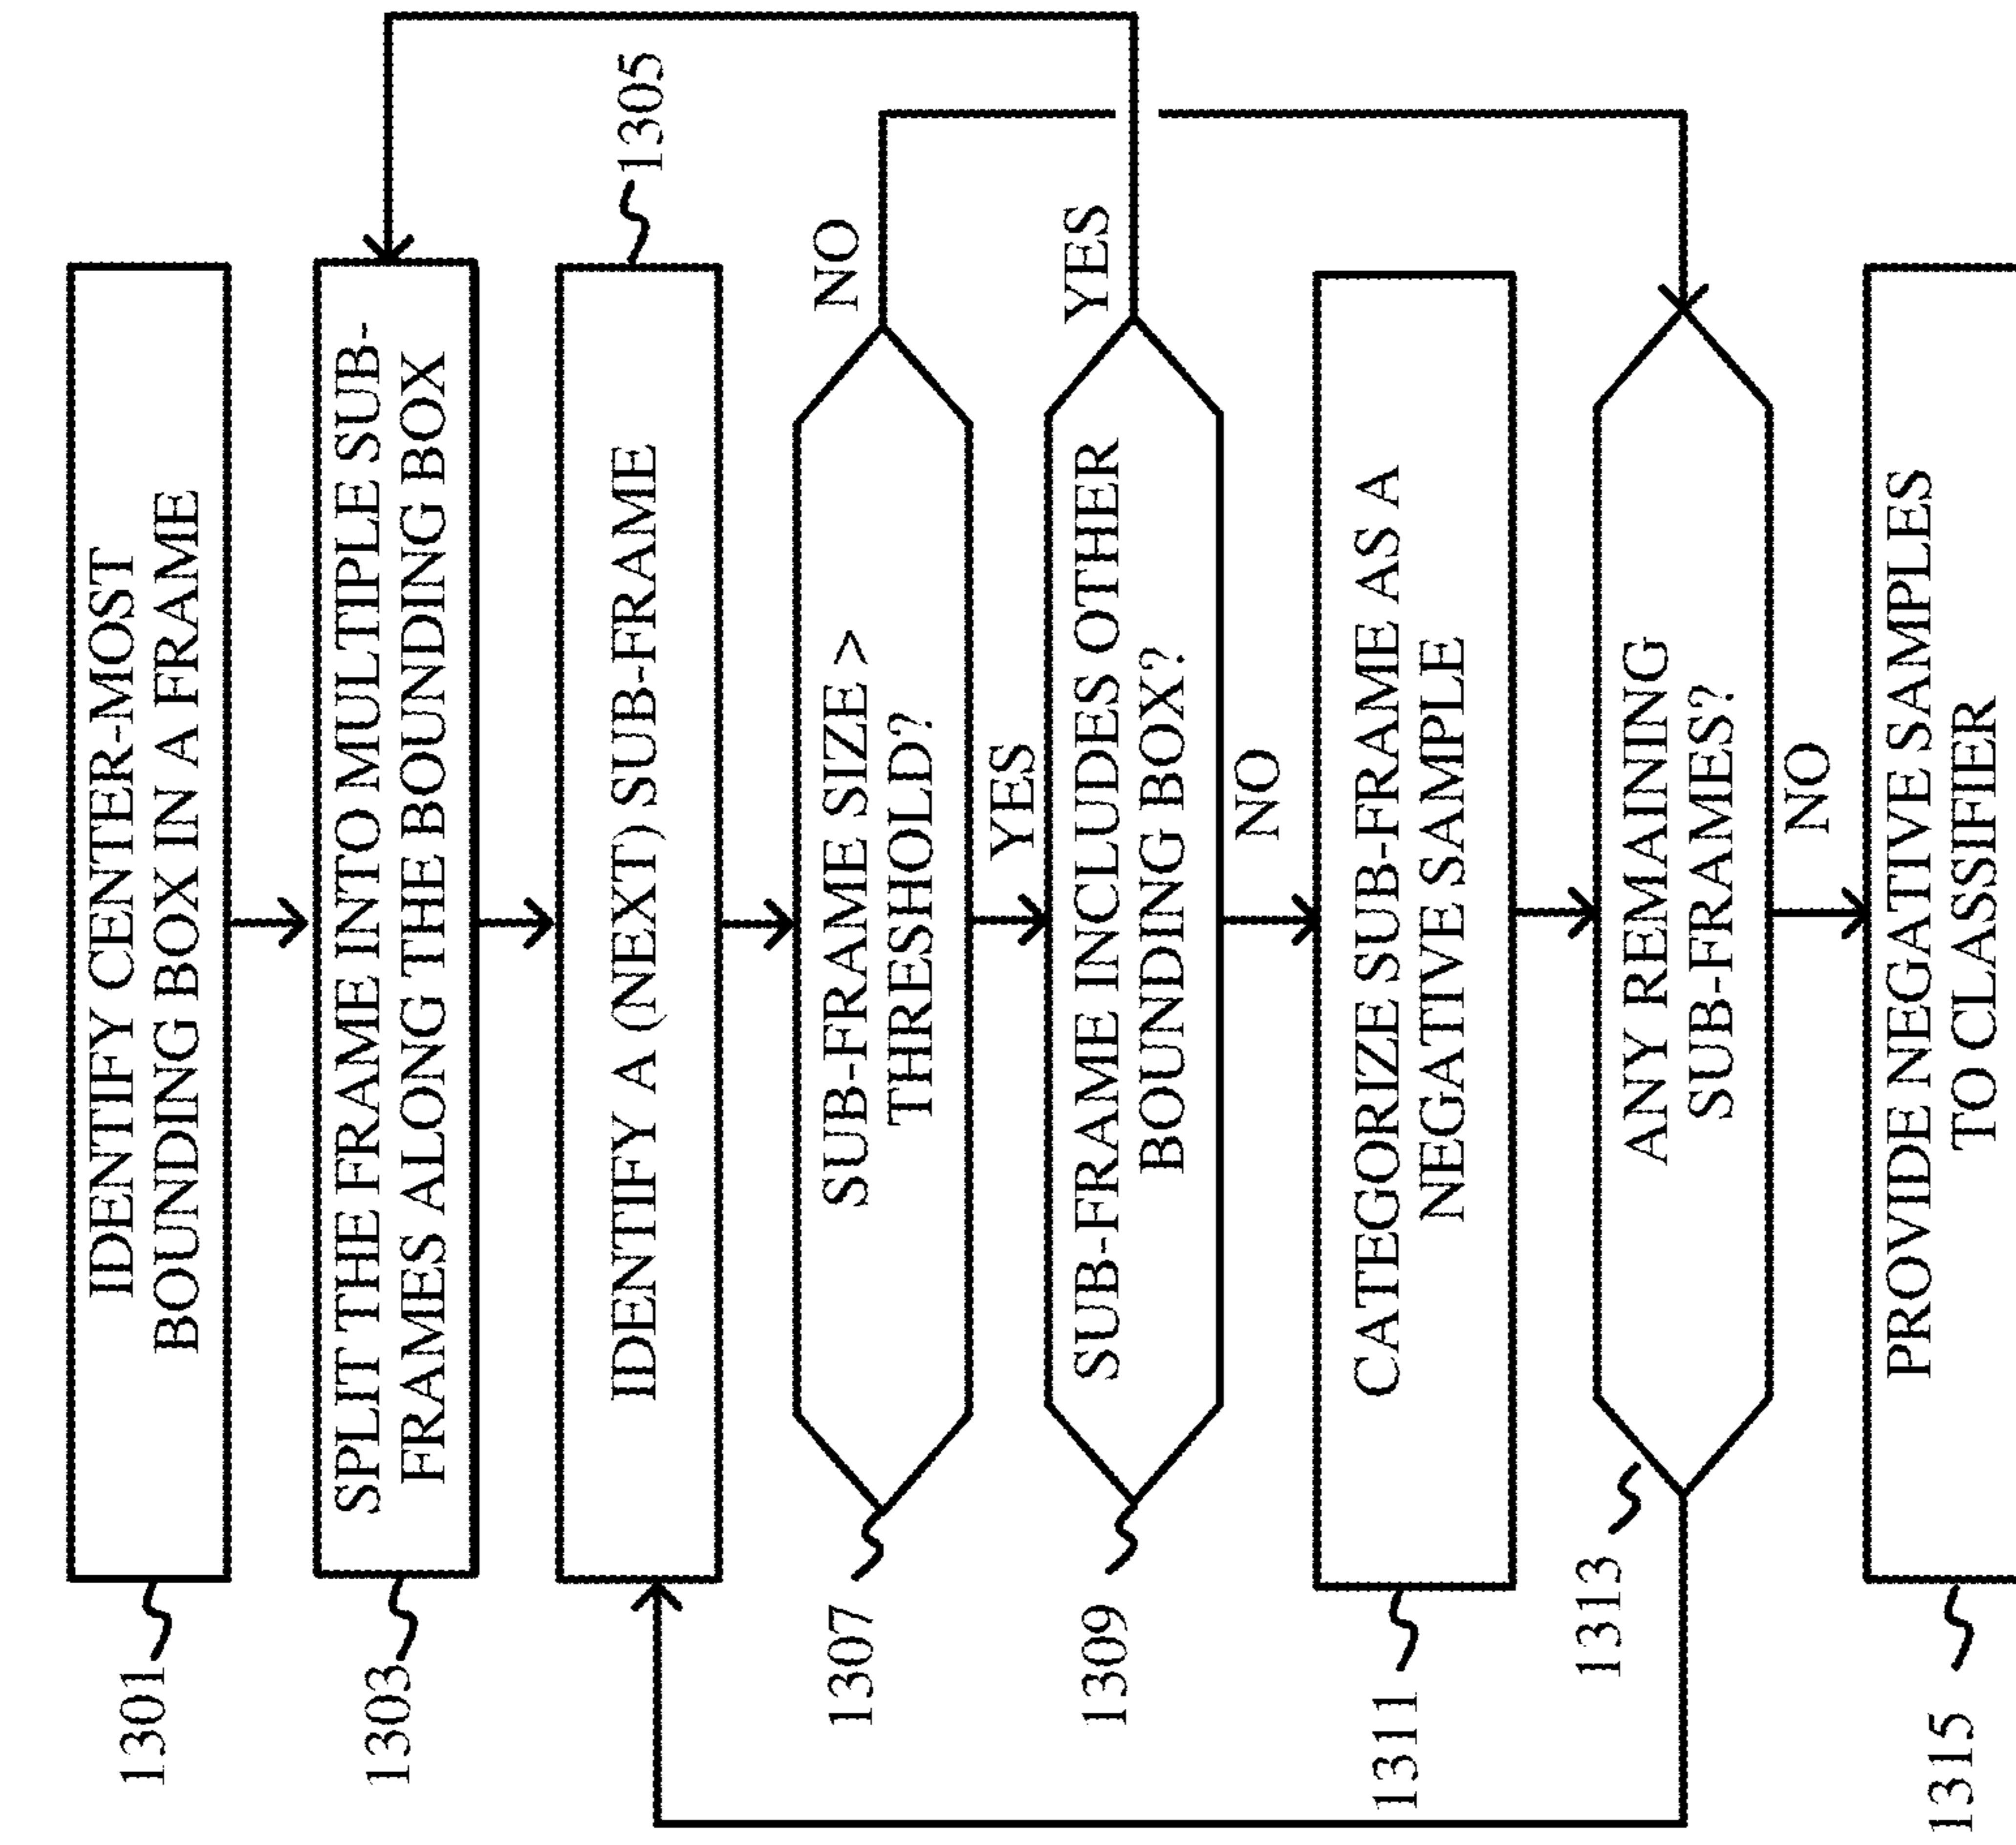 1301
IDENTIFY CENTER-MOST
BOUNDING BOX IN A FRAME
1303
SPLIT THE FRAME INTO MULTIPLE SUB-
FRAMES ALONG THE BOUNDING BOX
IDENTIFY A (NEXT) SUB-FRAME
1305
1307
SUB-FRAME SIZE >
THRESHOLD?
NO
YES
1309
SUB-FRAME INCLUDES OTHER
BOUNDING BOX?
YES
NO
1311
CATEGORIZE SUB-FRAME AS A
NEGATIVE SAMPLE
1313
ANY REMAINING
SUB-FRAMES?
NO
1315
PROVIDE NEGATIVE SAMPLES
TO CLASSIFIER